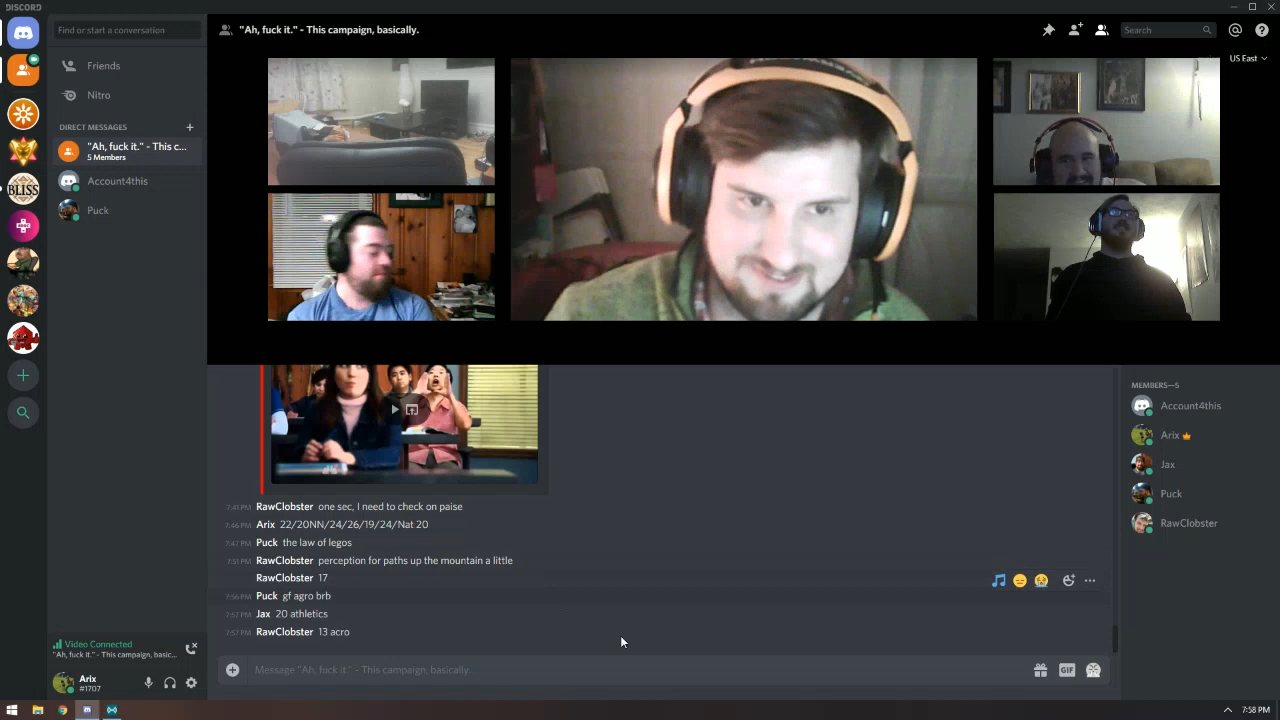 DISCORD
Find or start a conversation
"Ah, fuck it." - This campaign, basically.
Search
US East
Friends
Nitro
DIRECT MESSAGES
"Ah, fuck it." - This c...
5 Members
Account4this
Puck
BLISS
MEMBERS—5
Account4this
Arix
Jax
Puck
RawClobster
7:41 PM RawClobster one sec, I need to check on paise
7:46 PM Arix 22/20NN/24/26/19/24/Nat 20
7:47 PM Puck the law of legos
7:51 PM RawClobster perception for paths up the mountain a little
RawClobster 17
7:56 PM Puck gf agro brb
7:57 PM Jax 20 athletics
7:57 PM RawClobster 13 acro
Video Connected
"Ah, fuck it." - This campaign, basic...
Message "Ah, fuck it." - This campaign, basically.
GIF
Arix
#1707
7:58 PM